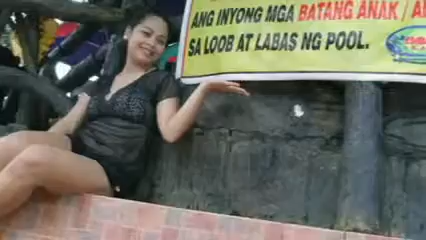 ANG INYONG MGA BATANG ANAK / A
SA LOOB AT LABAS NG POOL.